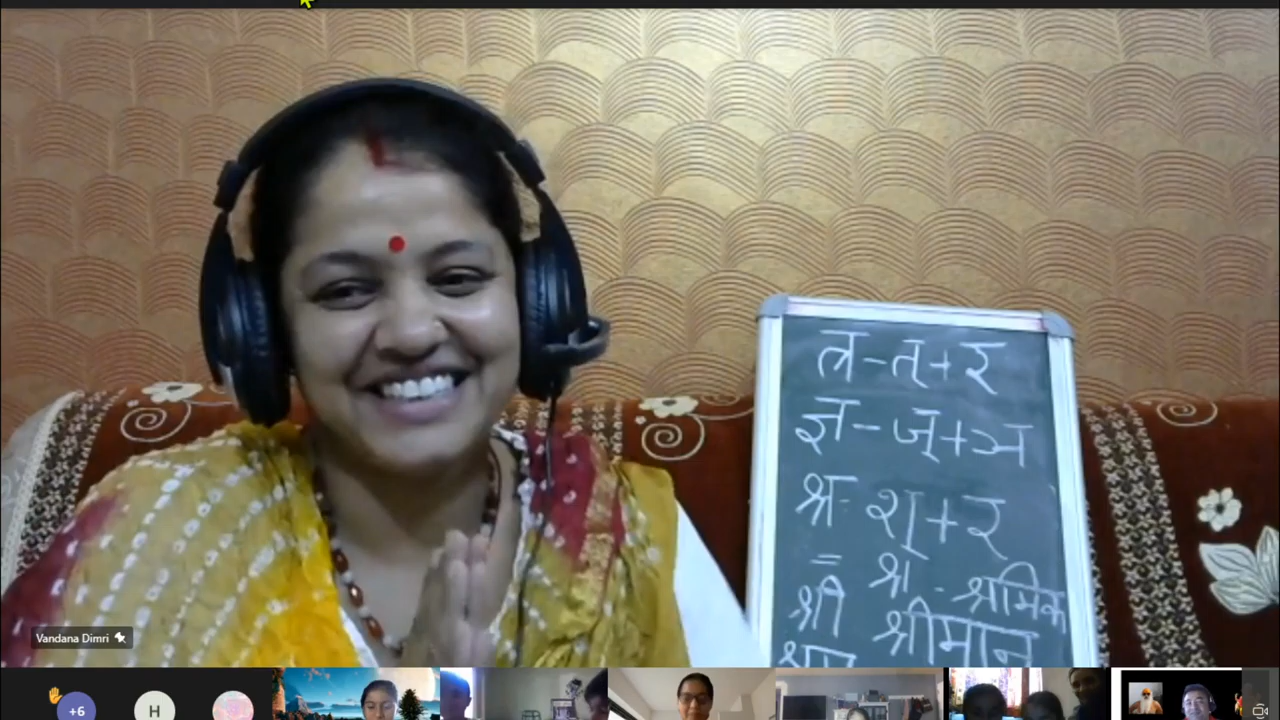 त्र - त् + र
ज्ञ - ज् + ञ
श्र - श् + र
= श्र - श्रमिक
श्री श्रीमान
Vandana Dimri
+6
H